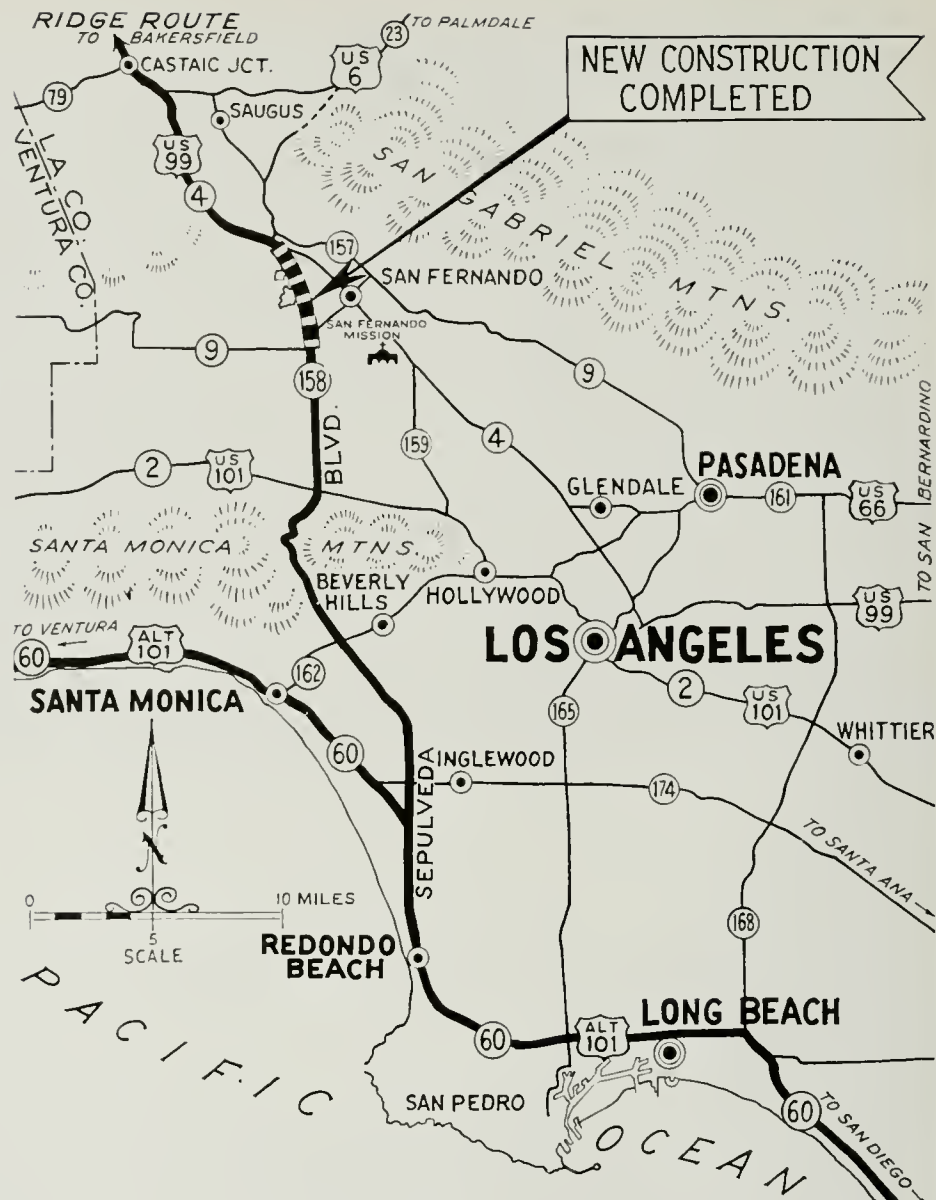 RIDGE ROUTE
TO BAKERSFIELD
TO PALMDALE
23
US
6
NEW CONSTRUCTION
COMPLETED
CASTAIC JCT.
79
SAUGUS
US
99
LA CO.
VENTURA CO.
4
SAN GABRIEL MTNS.
157
SAN FERNANDO
SAN FERNANDO
MISSION
9
158
9
BLVD.
159
4
2
US
101
PASADENA
GLENDALE
161
US
66
TO SAN BERNARDINO
SANTA MONICA MTNS.
BEVERLY
HILLS
HOLLYWOOD
US
99
TO VENTURA
60
ALT
101
LOS ANGELES
162
SANTA MONICA
2
US
101
165
WHITTIER
60
SEPULVEDA
INGLEWOOD
174
TO SANTA ANA
0
10 MILES
5
SCALE
168
REDONDO
BEACH
LONG BEACH
60
ALT
101
PACIFIC OCEAN
SAN PEDRO
60
TO SAN DIEGO